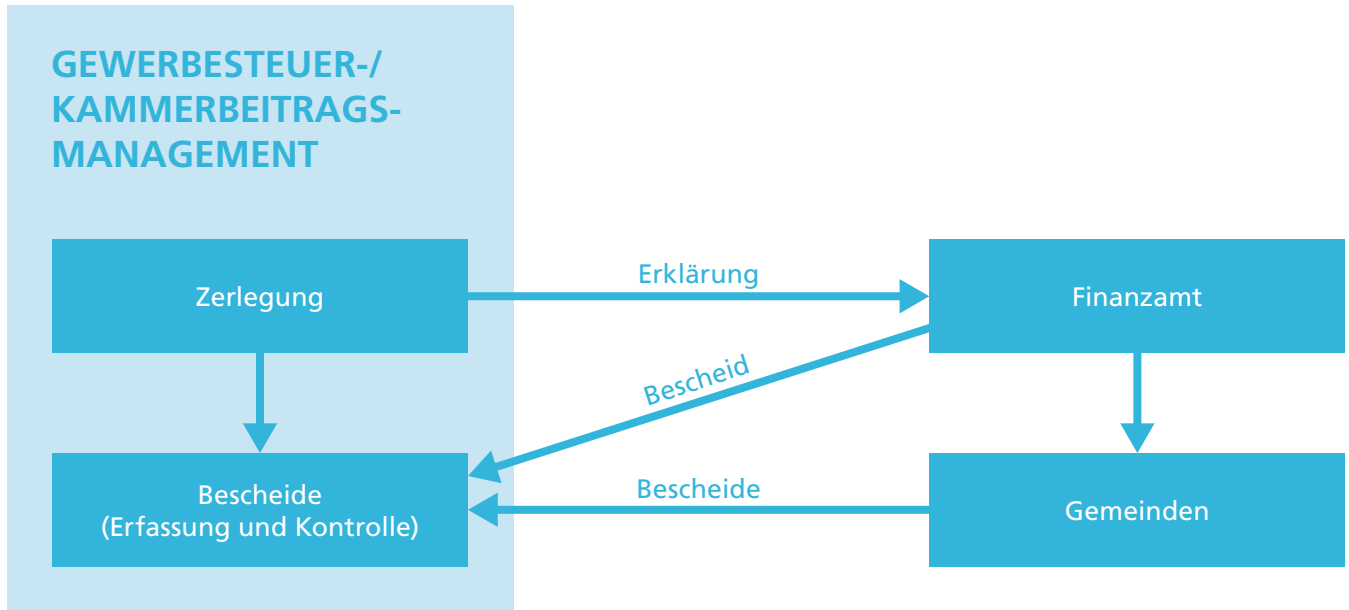 GEWERBESTEUER-/
KAMMERBEITRAGS-
MANAGEMENT
Zerlegung
Erklärung
Finanzamt
Bescheid
Bescheide
(Erfassung und Kontrolle)
Bescheide
Gemeinden